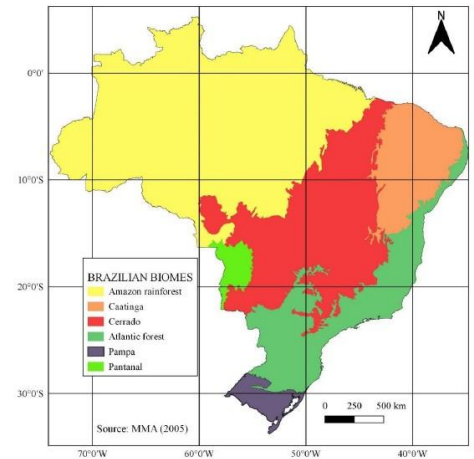 N
0°0'
10°0'S
20°0'S
30°0'S
BRAZILIAN BIOMES
Amazon rainforest
Caatinga
Cerrado
Atlantic forest
Pampa
Pantanal
0 250 500 km
Source: MMA (2005)
70°0'W 60°0'W 50°0'W 40°0'W